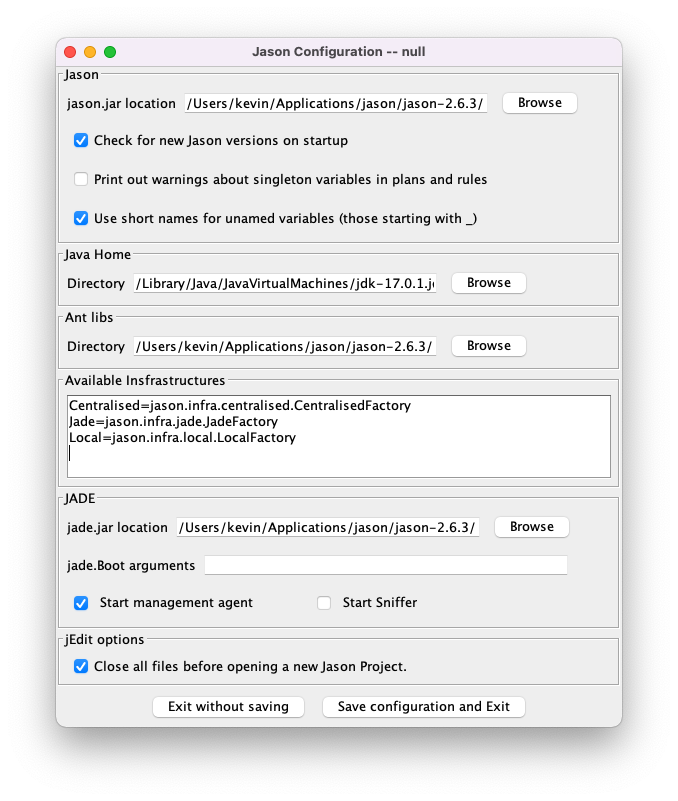 Jason Configuration -- null
Jason
jason.jar location /Users/kevin/Applications/jason/jason-2.6.3/ Browse
Check for new Jason versions on startup
Print out warnings about singleton variables in plans and rules
Use short names for unamed variables (those starting with _)
Java Home
Directory /Library/Java/JavaVirtualMachines/jdk-17.0.1.j Browse
Ant libs
Directory /Users/kevin/Applications/jason/jason-2.6.3/ Browse
Available Insfrastructures
Centralised=jason.infra.centralised.CentralisedFactory
Jade=jason.infra.jade.JadeFactory
Local=jason.infra.local.LocalFactory
JADE
jade.jar location /Users/kevin/Applications/jason/jason-2.6.3/ Browse
jade.Boot arguments
Start management agent Start Sniffer
jEdit options
Close all files before opening a new Jason Project.
Exit without saving Save configuration and Exit